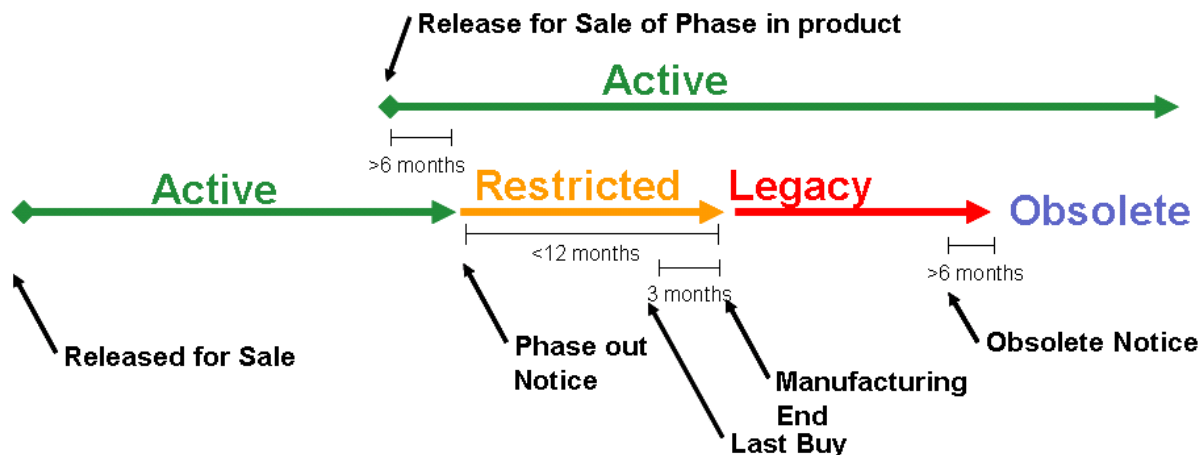 Release for Sale of Phase in product
Active
>6 months
Active
Restricted
Legacy
Obsolete
<12 months
>6 months
3 months
Released for Sale
Phase out
Notice
Obsolete Notice
Manufacturing
End
Last Buy